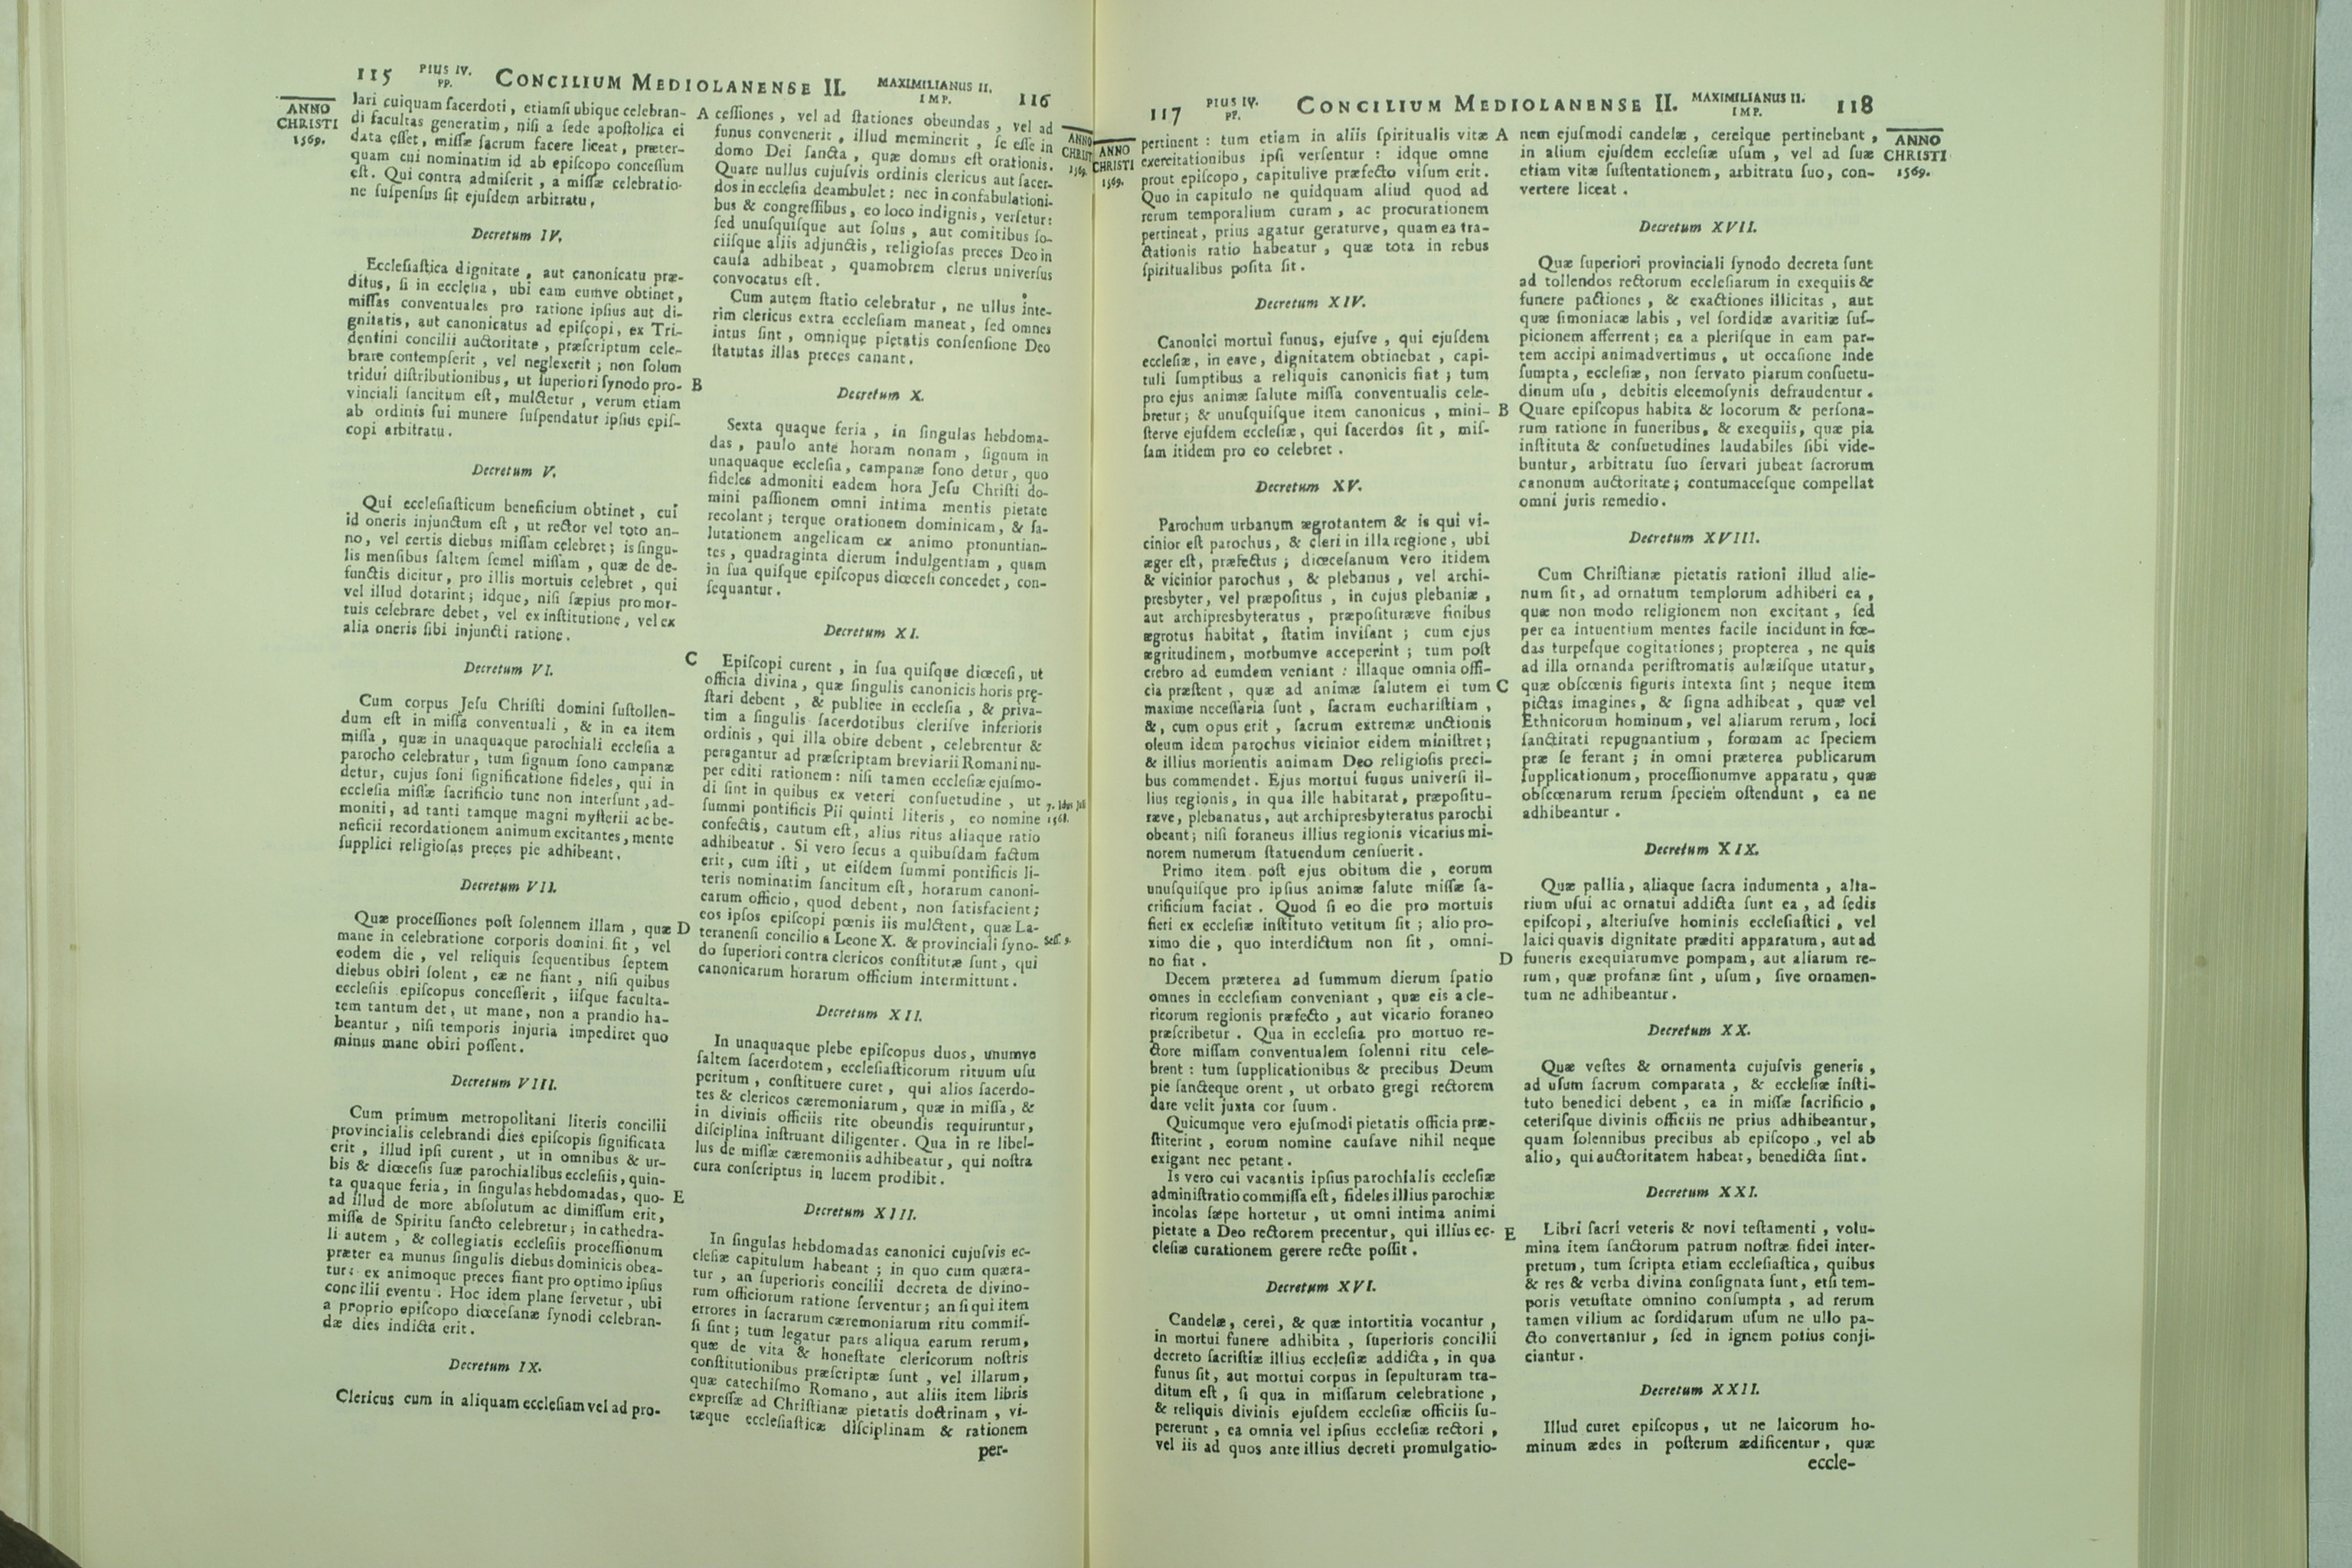 115 PIUS IV. PP. CONCILIUM MEDIOLANENSE II. MAXIMILIANUS II. IMP. 116
ANNO
CHRISTI
1569.
lari cuiquam ſacerdoti, etiamſi ubique celebran-
di facultas generatim, niſi a ſede apoſtolica ei
data eſſet, miſſæ ſacrum facere liceat, præter-
quam cui nominatim id ab epiſcopo conceſſum
eſt. Qui contra admiſerit, a miſſæ celebratio-
ne ſuſpenſus ſit ejuſdem arbitratu,
Decretum IV.
Eccleſiaſtica dignitate, aut canonicatu præ-
ditus, ſi in eccleſia, ubi eam eumve obtinet,
miſſas conventuales pro ratione ipſius aut di-
gnitatis, aut canonicatus ad epiſcopi, ex Tri-
dentini concilii auctoritate, præſcriptum cele-
brare contempſerit, vel neglexerit; non ſolum
tridui diſtributionibus, ut ſuperiori ſynodo pro-
vinciali ſancitum eſt, mulctetur, verum etiam
ab ordinis ſui munere ſuſpendatur ipſius epiſ-
copi arbitratu.
Decretum V.
Qui eccleſiaſticum beneficium obtinet, cui
id oneris injunctum eſt, ut rector vel toto an-
no, vel certis diebus miſſam celebret; is ſingu-
lis menſibus ſaltem ſemel miſſam, quæ de de-
functis dicitur, pro illis mortuis celebret, qui
vel illud dotarint; idque, niſi ſæpius pro mor-
tuis celebrare debet, vel ex inſtitutione, vel ex
alia oneris ſibi injuncti ratione.
Decretum VI.
Cum corpus Jeſu Chriſti domini ſuſtollen-
dum eſt in miſſa conventuali, & in ea item
miſſa, quæ in unaquaque parochiali eccleſia a
parocho celebratur, tum ſignum ſono campanæ
detur, cujus ſoni ſignificatione fideles, qui in
eccleſia miſſæ ſacrificio tunc non interſunt, ad-
moniti, ad tanti tamque magni myſterii ac be-
neficii recordationem animum excitantes, mente
ſupplici religioſas preces pie adhibeant.
Decretum VII.
Quæ proceſſiones poſt ſolennem illam, quæ
mane in celebratione corporis domini fit, vel
eodem die, vel reliquis ſequentibus ſeptem
diebus obiri ſolent, eæ ne fiant, niſi quibus
eccleſiis epiſcopus conceſſerit, iiſque faculta-
tem tantum det, ut mane, non a prandio ha-
beantur, niſi temporis injuria impediret quo
minus mane obiri poſſent.
Decretum VIII.
Cum primum metropolitani literis concilii
provincialis celebrandi dies epiſcopis ſignificata
erit, illud ipſi curent, ut in omnibus & ur-
bis & diœceſis ſuæ parochialibus eccleſiis, quin-
ta quaque feria, in ſingulas hebdomadas, quo-
ad illud de more abſolutum ac dimiſſum erit,
miſſa de Spiritu ſancto celebretur; in cathedra-
li autem, & collegiatis eccleſiis proceſſionum
præter ea munus ſingulis diebus dominicis obea-
tur: ex animoque preces fiant pro optimo ipſius
concilii eventu. Hoc idem plane ſervetur, ubi
a proprio epiſcopo diœceſanæ ſynodi celebran-
dæ dies indicta erit.
Decretum IX.
Clericus cum in aliquam eccleſiam vel ad pro-
A
B
C
D
E
ceſſiones, vel ad ſtationes obeundas, vel ad
funus convenerit, illud meminerit, ſe eſſe in
domo Dei ſancta, quæ domus eſt orationis.
Quare nullus cujuſvis ordinis clericus aut ſacer-
dos in eccleſia deambulet: nec in confabulationi-
bus & congreſſibus, eo loco indignis, verſetur:
ſed unuſquiſque aut ſolus, aut comitibus ſo-
ciiſque aliis adjunctis, religioſas preces Deo in
cauſa adhibeat, quamobrem clerus univerſus
convocatus eſt.
Cum autem ſtatio celebratur, ne ullus inte-
rim clericus extra eccleſiam maneat, ſed omnes
intus ſint, omnique pietatis conſenſione Deo
ſtatutas illas preces canant.
Decretum X.
Sexta quaque feria, in ſingulas hebdoma-
das, paulo ante horam nonam, ſignum in
unaquaque eccleſia, campanæ ſono detur, quo
fideles admoniti eadem hora Jeſu Chriſti do-
mini paſſionem omni intima mentis pietate
recolant; terque orationem dominicam, & ſa-
lutationem angelicam ex animo pronuntian-
tes, quadraginta dierum indulgentiam, quam
in ſua quiſque epiſcopus diœceſi concedet, con-
ſequantur.
Decretum XI.
Epiſcopi curent, in ſua quiſque diœceſi, ut
officia divina, quæ ſingulis canonicis horis præ-
ſtari debent, & publice in eccleſia, & priva-
tim a ſingulis ſacerdotibus cleriſve inferioris
ordinis, qui illa obire debent, celebrentur &
peragantur ad præſcriptam breviarii Romani nu-
per editi rationem: niſi tamen eccleſiæ ejuſmo-
di ſint in quibus ex veteri conſuetudine, ut
ſummi pontificis Pii quinti literis, eo nomine
confectis, cautum eſt, alius ritus aliaque ratio
adhibeatur. Si vero ſecus a quibuſdam factum
erit, cum iſti, ut eiſdem ſummi pontificis li-
teris nominatim ſancitum eſt, horarum canoni-
carum officio, quod debent, non ſatisfacient;
eos ipſos epiſcopi pœnis iis mulctent, quæ La-
teranenſi concilio a Leone X. & provinciali ſyno-
do ſuperiori contra clericos conſtitutæ ſunt, qui
canonicarum horarum officium intermittunt.
Decretum XII.
In unaquaque plebe epiſcopus duos, unumve
ſaltem ſacerdotem, eccleſiaſticorum rituum uſu
peritum, conſtituere curet, qui alios ſacerdo-
tes & clericos cæremoniarum, quæ in miſſa, &
in divinis officiis rite obeundis requiruntur,
diſciplina inſtruant diligenter. Qua in re libel-
lus de miſſæ cæremoniis adhibeatur, qui noſtra
cura conſcriptus in lucem prodibit.
Decretum XIII.
In ſingulas hebdomadas canonici cujuſvis ec-
cleſiæ capitulum habeant; in quo cum quæra-
tur, an ſuperioris concilii decreta de divino-
rum officiorum ratione ſerventur; an ſi qui item
errores in ſacrarum cæremoniarum ritu commiſ-
ſi ſint; tum legatur pars aliqua earum rerum,
quæ de vita & honeſtate clericorum noſtris
conſtitutionibus præſcriptæ ſunt, vel illarum,
quæ catechiſmo Romano, aut aliis item libris
expreſſæ ad Chriſtianæ pietatis doctrinam, vi-
tæque eccleſiaſticæ diſciplinam & rationem
per-
ANNO
CHRISTI
1569.
7. Idus Jul.
1568.
Seſſ. 9.
117 PIUS IV. PP. CONCILIUM MEDIOLANENSE II. MAXIMILIANUS II. IMP. 118
ANNO
CHRISTI
1569.
pertinent: tum etiam in aliis ſpiritualis vitæ
exercitationibus ipſi verſentur: idque omne
prout epiſcopo, capitulive præfecto viſum erit.
Quo in capitulo ne quidquam aliud quod ad
rerum temporalium curam, ac procurationem
pertineat, prius agatur geraturve, quam ea tra-
ctationis ratio habeatur, quæ tota in rebus
ſpiritualibus poſita ſit.
Decretum XIV.
Canonici mortui funus, ejuſve, qui ejuſdem
eccleſiæ, in eave, dignitatem obtinebat, capi-
tuli ſumptibus a reliquis canonicis fiat; tum
pro ejus animæ ſalute miſſa conventualis cele-
bretur; & unuſquiſque item canonicus, mini-
ſterve ejuſdem eccleſiæ, qui ſacerdos ſit, miſ-
ſam itidem pro eo celebret.
Decretum XV.
Parochum urbanum ægrotantem & is qui vi-
cinior eſt parochus, & cleri in illa regione, ubi
æger eſt, præfectus; diœceſanum vero itidem
& vicinior parochus, & plebanus, vel archi-
presbyter, vel præpoſitus, in cujus plebaniæ,
aut archipresbyteratus, præpoſituræve finibus
ægrotus habitat, ſtatim inviſant; cum ejus
ægritudinem, morbumve acceperint; tum poſt
crebro ad eumdem veniant: illaque omnia offi-
cia præſtent, quæ ad animæ ſalutem ei tum
maxime neceſſaria ſunt, ſacram euchariſtiam,
&, cum opus erit, ſacrum extremæ unctionis
oleum idem parochus vicinior eidem miniſtret;
& illius morientis animam Deo religioſis preci-
bus commendet. Ejus mortui funus univerſi il-
lius regionis, in qua ille habitarat, præpoſitu-
ræve, plebanatus, aut archipresbyteratus parochi
obeant; niſi foraneus illius regionis vicarius mi-
norem numerum ſtatuendum cenſuerit.
Primo item poſt ejus obitum die, eorum
unuſquiſque pro ipſius animæ ſalute miſſæ ſa-
crificium faciat. Quod ſi eo die pro mortuis
fieri ex eccleſiæ inſtituto vetitum ſit; alio pro-
ximo die, quo interdictum non ſit, omni-
no fiat.
Decem præterea ad ſummum dierum ſpatio
omnes in eccleſiam conveniant, quæ eis a cle-
ricorum regionis præfecto, aut vicario foraneo
præſcribetur. Qua in eccleſia pro mortuo re-
ctore miſſam conventualem ſolenni ritu cele-
brent: tum ſupplicationibus & precibus Deum
pie ſancteque orent, ut orbato gregi rectorem
dare velit juxta cor ſuum.
Quicumque vero ejuſmodi pietatis officia præ-
ſtiterint, eorum nomine cauſave nihil neque
exigant nec petant.
Is vero cui vacantis ipſius parochialis eccleſiæ
adminiſtratio commiſſa eſt, fideles illius parochiæ
incolas ſæpe hortetur, ut omni intima animi
pietate a Deo rectorem precentur, qui illius ec-
cleſiæ curationem gerere recte poſſit.
Decretum XVI.
Candelæ, cerei, & quæ intortitia vocantur,
in mortui funere adhibita, ſuperioris concilii
decreto ſacriſtiæ illius eccleſiæ addicta, in qua
funus ſit, aut mortui corpus in ſepulturam tra-
ditum eſt, ſi qua in miſſarum celebratione,
& reliquis divinis ejuſdem eccleſiæ officiis ſu-
pererunt, ea omnia vel ipſius eccleſiæ rectori,
vel iis ad quos ante illius decreti promulgatio-
A
B
C
D
E
nem ejuſmodi candelæ, cereique pertinebant,
in alium ejuſdem eccleſiæ uſum, vel ad ſuæ
etiam vitæ ſuſtentationem, arbitratu ſuo, con-
vertere liceat.
Decretum XVII.
Quæ ſuperiori provinciali ſynodo decreta ſunt
ad tollendos rectorum eccleſiarum in exequiis &
funere pactiones, & exactiones illicitas, aut
quæ ſimoniacæ labis, vel ſordidæ avaritiæ ſuſ-
picionem afferrent; ea a pleriſque in eam par-
tem accipi animadvertimus, ut occaſione inde
ſumpta, eccleſiæ, non ſervato piarum conſuetu-
dinum uſu, debitis eleemoſynis defraudentur.
Quare epiſcopus habita & locorum & perſona-
rum ratione in funeribus, & exequiis, quæ pia
inſtituta & conſuetudines laudabiles ſibi vide-
buntur, arbitratu ſuo ſervari jubeat ſacrorum
canonum auctoritate; contumaceſque compellat
omni juris remedio.
Decretum XVIII.
Cum Chriſtianæ pietatis rationi illud alie-
num ſit, ad ornatum templorum adhiberi ea,
quæ non modo religionem non excitant, ſed
per ea intuentium mentes facile incidunt in fœ-
das turpeſque cogitationes; propterea, ne quis
ad illa ornanda periſtromatis aulæiſque utatur,
quæ obſcœnis figuris intexta ſint; neque item
pictas imagines, & ſigna adhibeat, quæ vel
Ethnicorum hominum, vel aliarum rerum, loci
ſanctitati repugnantium, formam ac ſpeciem
præ ſe ferant; in omni præterea publicarum
ſupplicationum, proceſſionumve apparatu, quæ
obſcœnarum rerum ſpeciem oſtendunt, ea ne
adhibeantur.
Decretum XIX.
Quæ pallia, aliaque ſacra indumenta, alta-
rium uſui ac ornatui addicta ſunt ea, ad ſedis
epiſcopi, alteriuſve hominis eccleſiaſtici, vel
laici quavis dignitate præditi apparatum, aut ad
funeris exequiarumve pompam, aut aliarum re-
rum, quæ profanæ ſint, uſum, ſive ornamen-
tum ne adhibeantur.
Decretum XX.
Quæ veſtes & ornamenta cujuſvis generis,
ad uſum ſacrum comparata, & eccleſiæ inſti-
tuto benedici debent, ea in miſſæ ſacrificio,
ceteriſque divinis officiis ne prius adhibeantur,
quam ſolennibus precibus ab epiſcopo, vel ab
alio, qui auctoritatem habeat, benedicta ſint.
Decretum XXI.
Libri ſacri veteris & novi teſtamenti, volu-
mina item ſanctorum patrum noſtræ fidei inter-
pretum, tum ſcripta etiam eccleſiaſtica, quibus
& res & verba divina conſignata ſunt, etſi tem-
poris vetuſtate omnino conſumpta, ad rerum
tamen vilium ac ſordidarum uſum ne ullo pa-
cto convertantur, ſed in ignem potius conji-
ciantur.
Decretum XXII.
Illud curet epiſcopus, ut ne laicorum ho-
minum ædes in poſterum ædificentur, quæ
eccle-
ANNO
CHRISTI
1569.